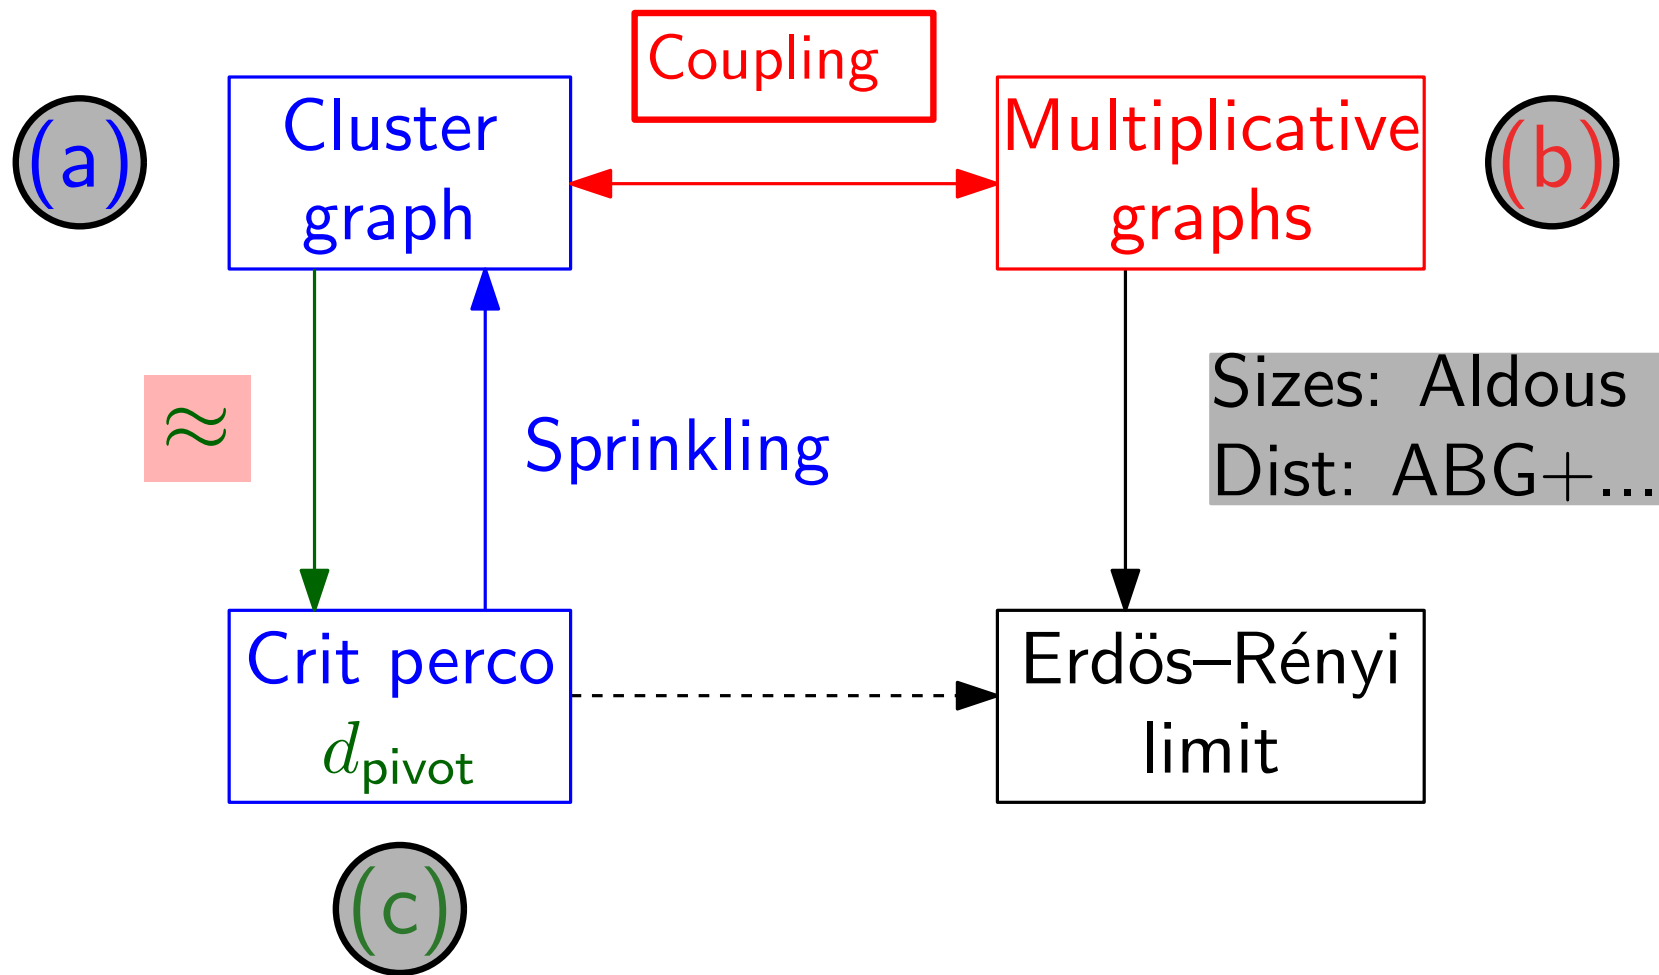 Coupling
(a)
Cluster
graph
Multiplicative
graphs
(b)
≈
Sprinkling
Sizes: Aldous
Dist: ABG+...
Crit perco
d_pivot
Erdös–Rényi
limit
(c)